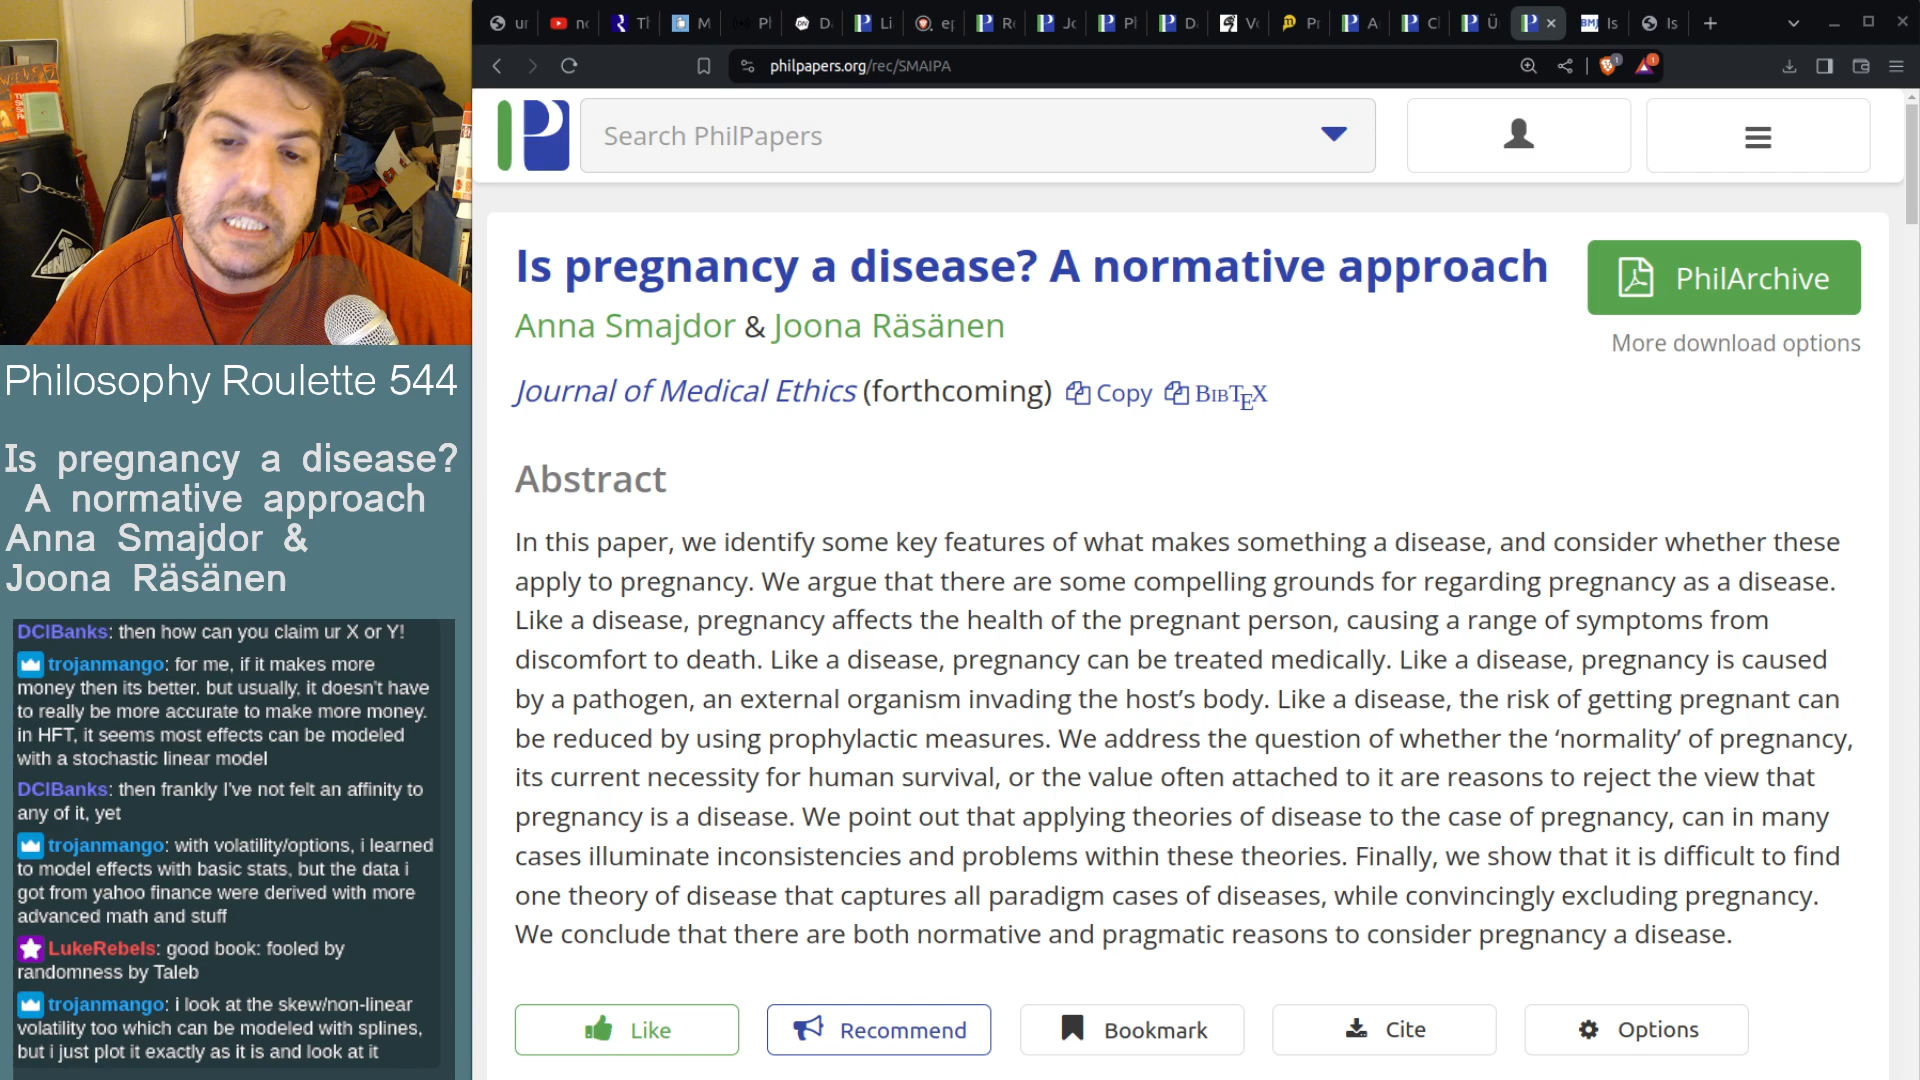 philpapers.org/rec/SMAIPA
Search PhilPapers
Is pregnancy a disease? A normative approach
PhilArchive
Anna Smajdor & Joona Räsänen
More download options
Journal of Medical Ethics (forthcoming) Copy BIBTEX
Abstract
In this paper, we identify some key features of what makes something a disease, and consider whether these
apply to pregnancy. We argue that there are some compelling grounds for regarding pregnancy as a disease.
Like a disease, pregnancy affects the health of the pregnant person, causing a range of symptoms from
discomfort to death. Like a disease, pregnancy can be treated medically. Like a disease, pregnancy is caused
by a pathogen, an external organism invading the host’s body. Like a disease, the risk of getting pregnant can
be reduced by using prophylactic measures. We address the question of whether the ‘normality’ of pregnancy,
its current necessity for human survival, or the value often attached to it are reasons to reject the view that
pregnancy is a disease. We point out that applying theories of disease to the case of pregnancy, can in many
cases illuminate inconsistencies and problems within these theories. Finally, we show that it is difficult to find
one theory of disease that captures all paradigm cases of diseases, while convincingly excluding pregnancy.
We conclude that there are both normative and pragmatic reasons to consider pregnancy a disease.
Like
Recommend
Bookmark
Cite
Options
Philosophy Roulette 544
Is pregnancy a disease?
A normative approach
Anna Smajdor &
Joona Räsänen
DCIBanks: then how can you claim ur X or Y!
trojanmango: for me, if it makes more
money then its better. but usually, it doesn't have
to really be more accurate to make more money.
in HFT, it seems most effects can be modeled
with a stochastic linear model
DCIBanks: then frankly I've not felt an affinity to
any of it, yet
trojanmango: with volatility/options, i learned
to model effects with basic stats, but the data i
got from yahoo finance were derived with more
advanced math and stuff
LukeRebels: good book: fooled by
randomness by Taleb
trojanmango: i look at the skew/non-linear
volatility too which can be modeled with splines,
but i just plot it exactly as it is and look at it